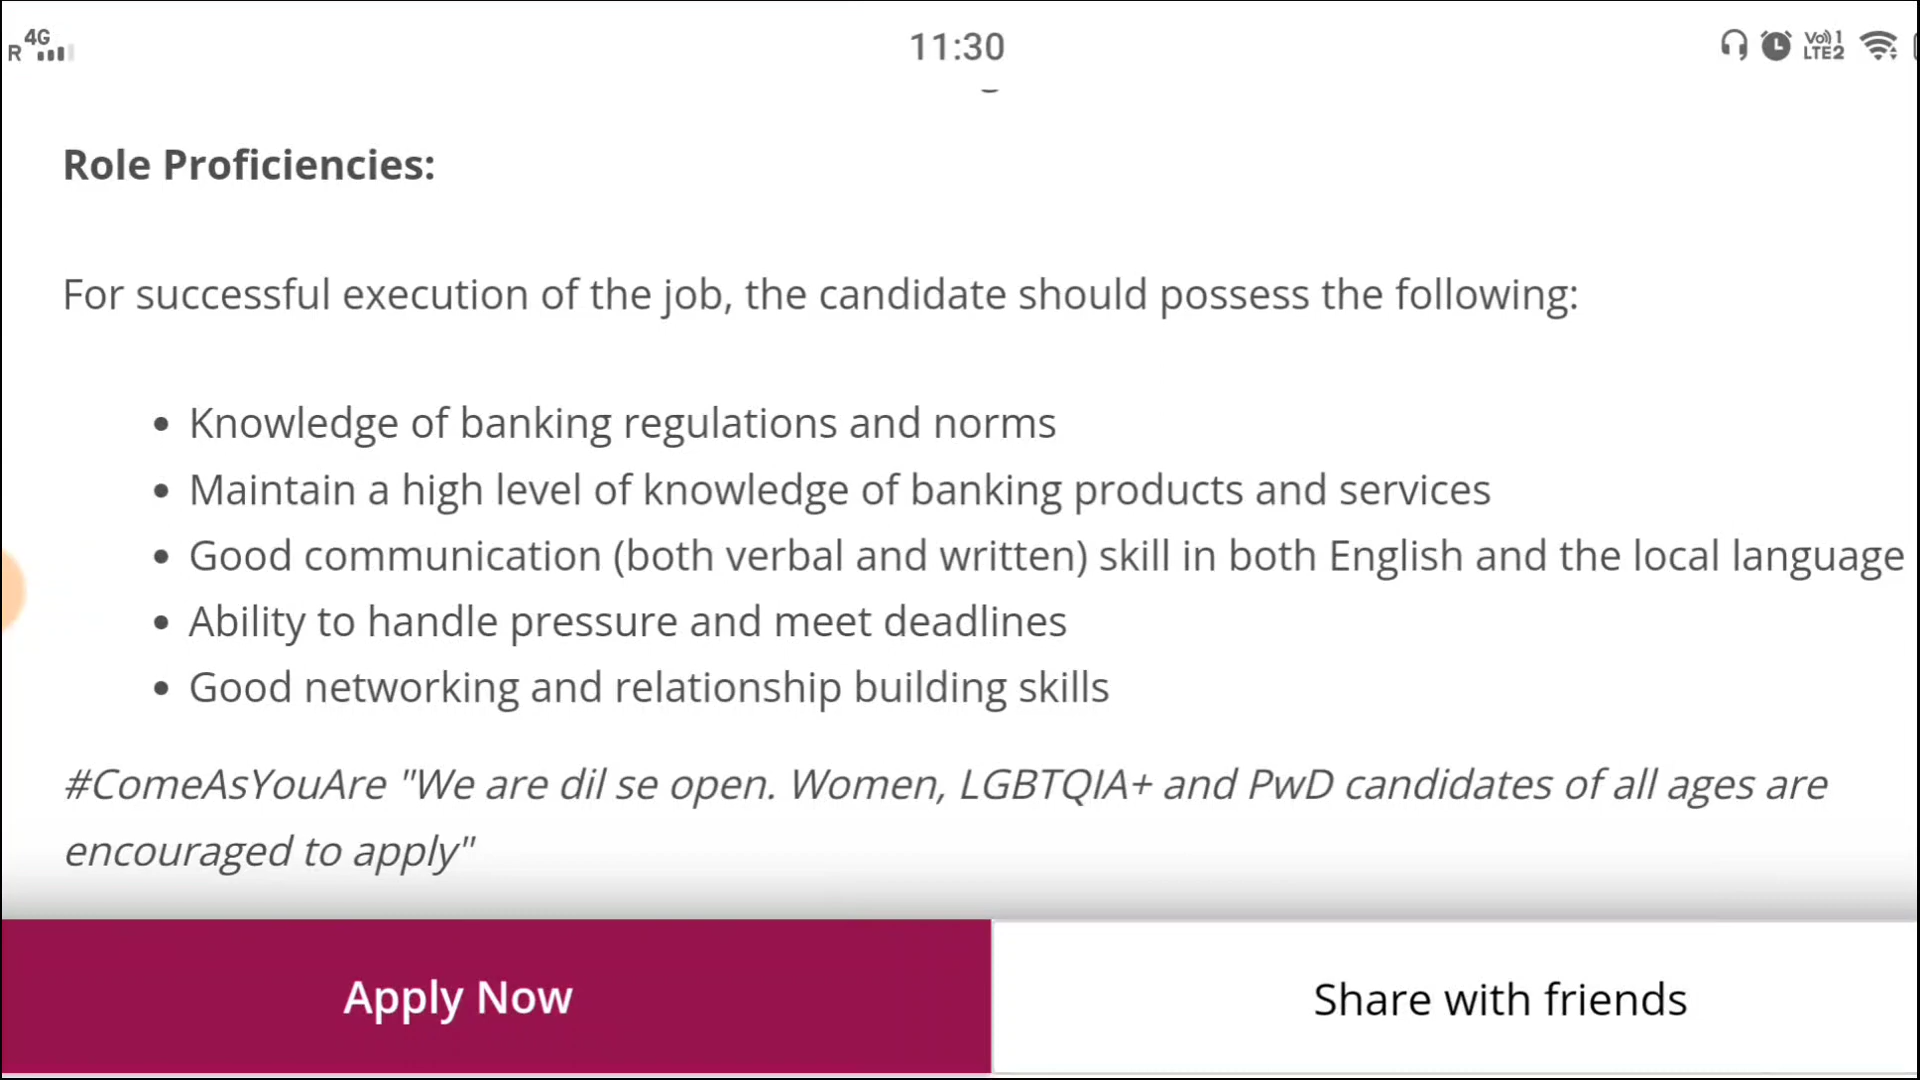 R 4G
11:30
Vo 1
LTE2
Role Proficiencies:
For successful execution of the job, the candidate should possess the following:
• Knowledge of banking regulations and norms
• Maintain a high level of knowledge of banking products and services
• Good communication (both verbal and written) skill in both English and the local language
• Ability to handle pressure and meet deadlines
• Good networking and relationship building skills
#ComeAsYouAre "We are dil se open. Women, LGBTQIA+ and PwD candidates of all ages are
encouraged to apply"
Apply Now
Share with friends